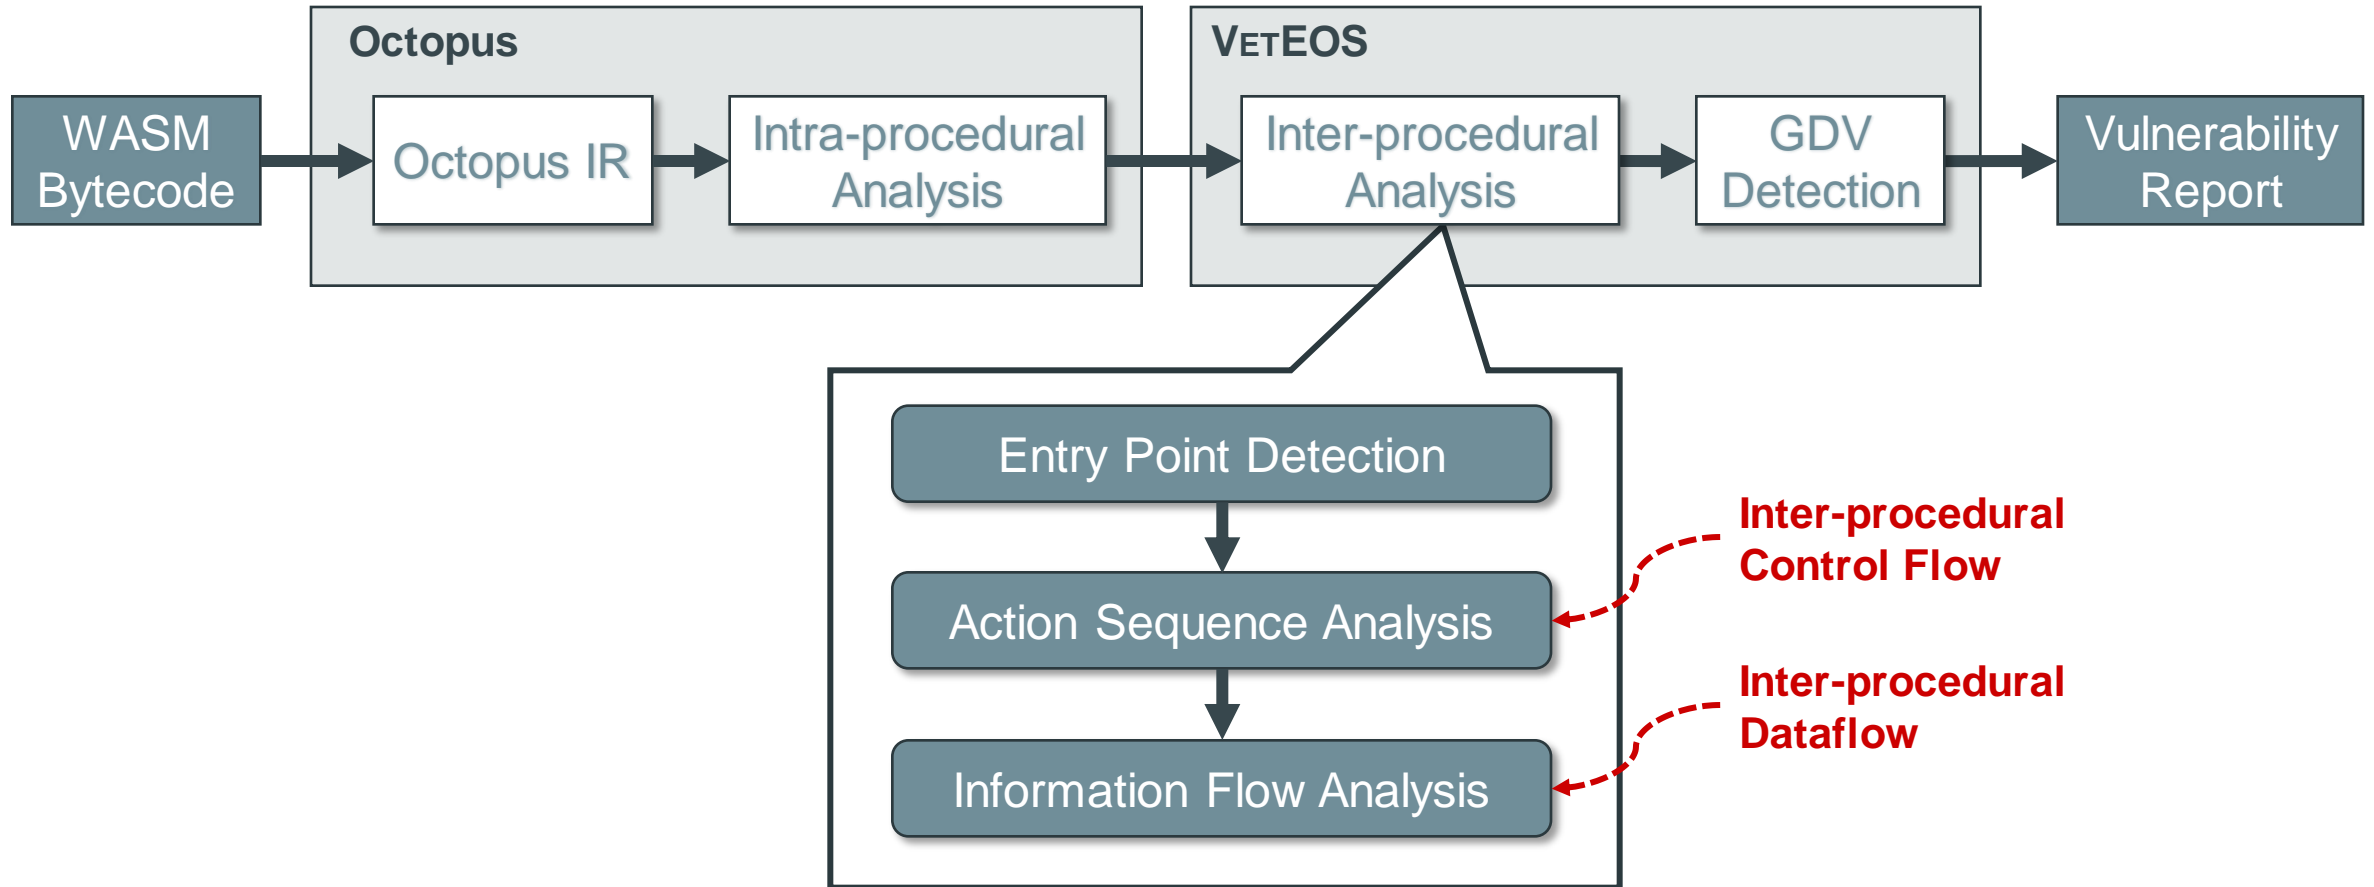 Octopus
VETEOS
WASM
Bytecode
Octopus IR
Intra-procedural
Analysis
Inter-procedural
Analysis
GDV
Detection
Vulnerability
Report
Entry Point Detection
Action Sequence Analysis
Information Flow Analysis
Inter-procedural
Control Flow
Inter-procedural
Dataflow